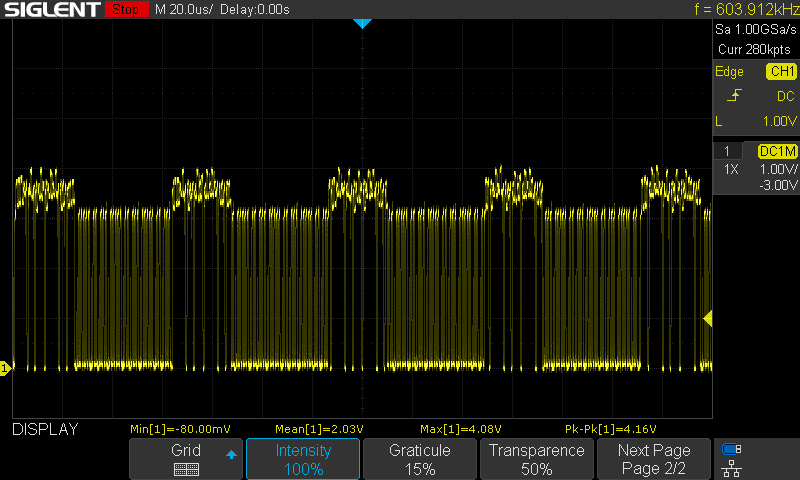 SIGLENT Stop M 20.0us/ Delay:0.00s f = 603.912kHz
Sa 1.00GSa/s
Curr 280kpts
Edge CH1
DC
L 1.00V
1 DC1M
1X 1.00V/
-3.00V
1
DISPLAY Min[1]=-80.00mV Mean[1]=2.03V Max[1]=4.08V Pk-Pk[1]=4.16V
Grid Intensity Graticule Transparence Next Page
100% 15% 50% Page 2/2